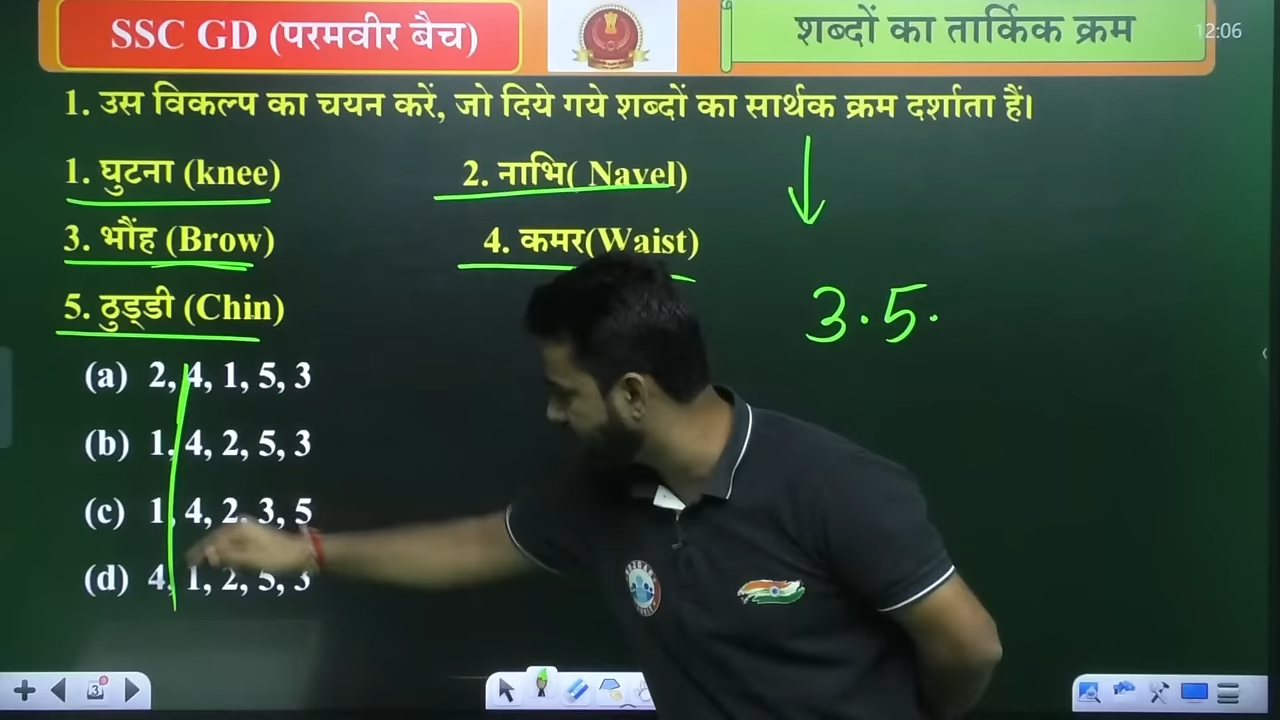 SSC GD (परमवीर बैच)
शब्दों का तार्किक क्रम
12:06
1. उस विकल्प का चयन करें, जो दिये गये शब्दों का सार्थक क्रम दर्शाता हैं।
1. घुटना (knee) 2. नाभि( Navel)
3. भौंह (Brow) 4. कमर(Waist)
5. ठुड्डी (Chin)
3.5.
(a) 2, 4, 1, 5, 3
(b) 1, 4, 2, 5, 3
(c) 1, 4, 2, 3, 5
(d) 4, 1, 2, 5, 3